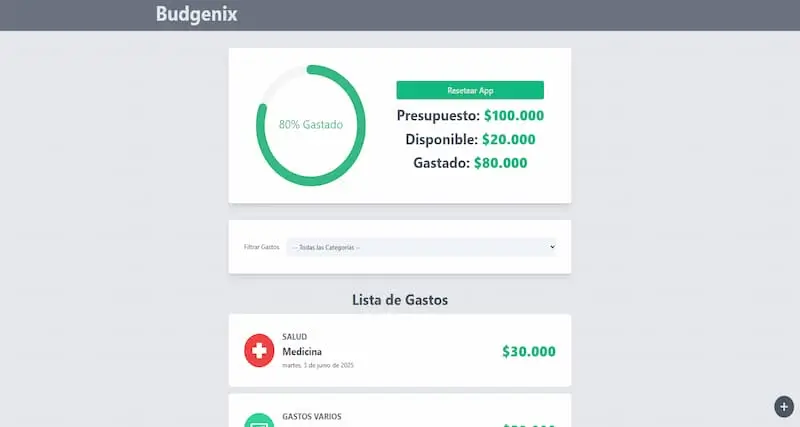 Budgenix
80% Gastado
Resetear App
Presupuesto: $100.000
Disponible: $20.000
Gastado: $80.000
Filtrar Gastos
-- Todas las Categorías --
Lista de Gastos
SALUD
Medicina
$30.000
martes, 3 de junio de 2025
GASTOS VARIOS